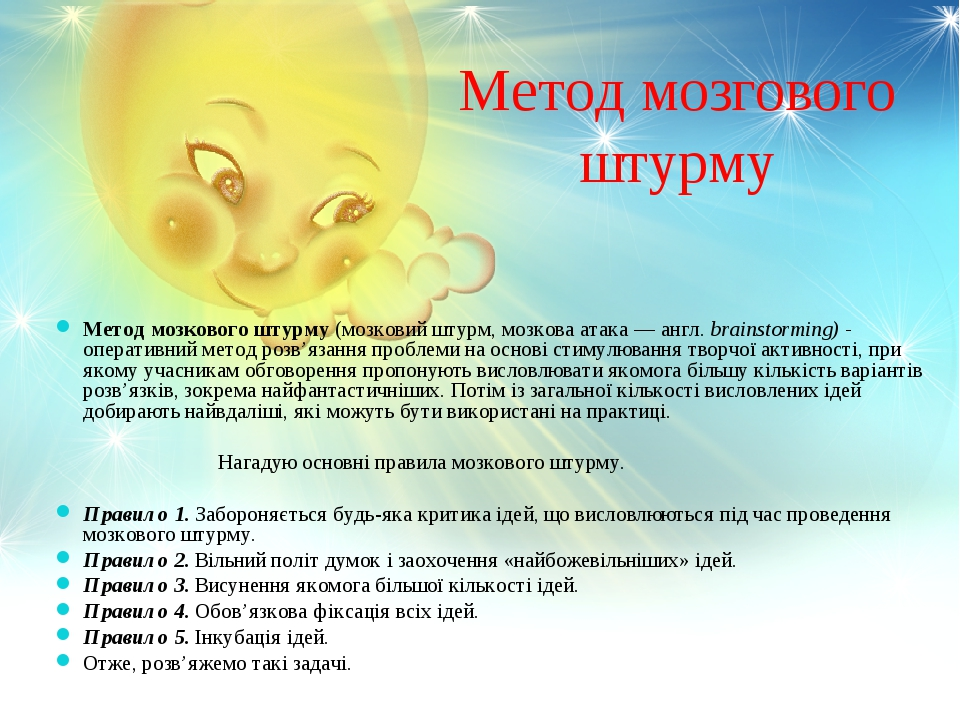 Метод мозгового
штурму
Метод мозкового штурму (мозковий штурм, мозкова атака — англ. brainstorming) -
оперативний метод розв’язання проблеми на основі стимулювання творчої активності, при
якому учасникам обговорення пропонують висловлювати якомога більшу кількість варіантів
розв’язків, зокрема найфантастичніших. Потім із загальної кількості висловлених ідей
добирають найвдаліші, які можуть бути використані на практиці.
Нагадую основні правила мозкового штурму.
Правило 1. Забороняється будь-яка критика ідей, що висловлюються під час проведення
мозкового штурму.
Правило 2. Вільний політ думок і заохочення «найбожевільніших» ідей.
Правило 3. Висунення якомога більшої кількості ідей.
Правило 4. Обов’язкова фіксація всіх ідей.
Правило 5. Інкубація ідей.
Отже, розв’яжемо такі задачі.